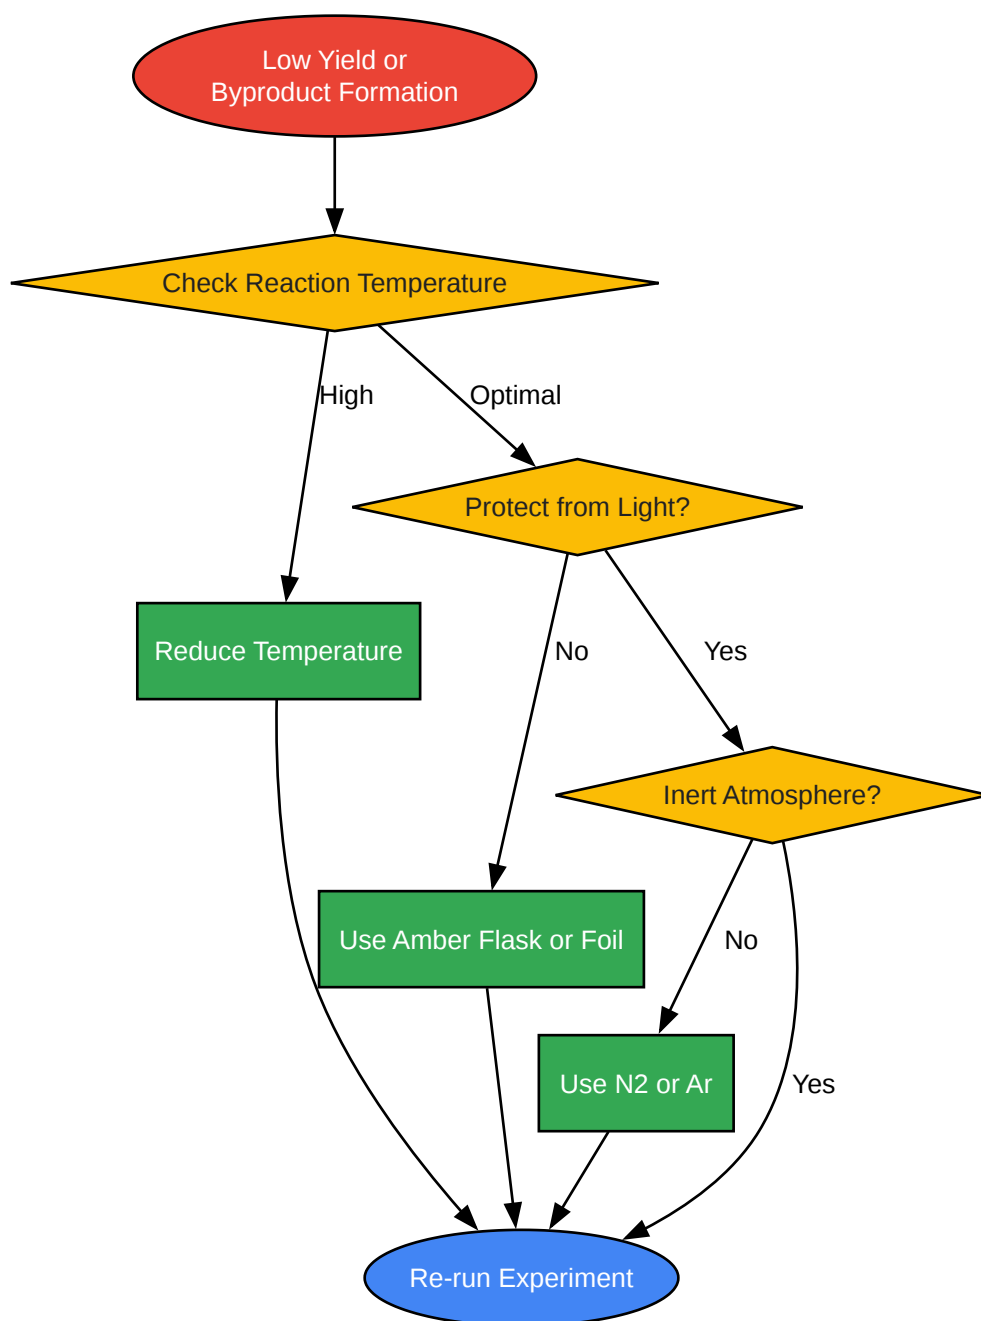 Low Yield or
Byproduct Formation
Check Reaction Temperature
High
Optimal
Protect from Light?
Reduce Temperature
No
Yes
Inert Atmosphere?
Use Amber Flask or Foil
No
Use N2 or Ar
Yes
Re-run Experiment